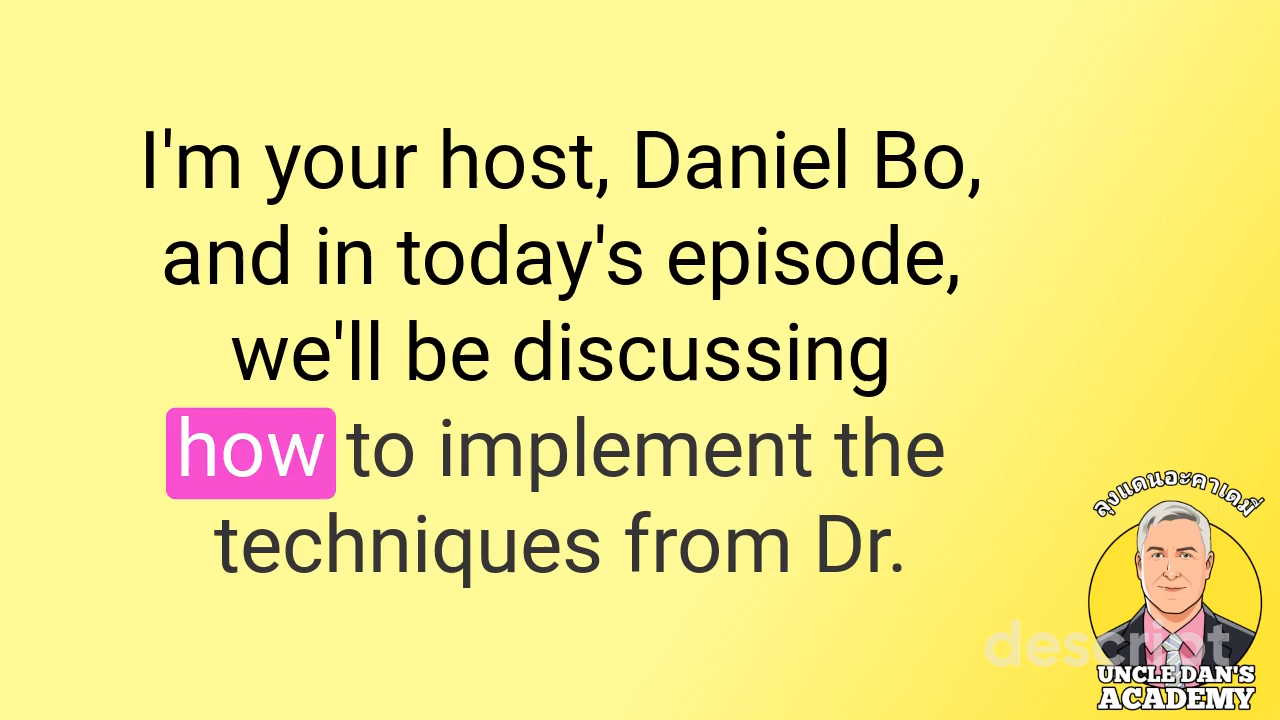 I'm your host, Daniel Bo,
and in today's episode,
we'll be discussing
how to implement the
techniques from Dr.
ลุงแดนอะคาเดมี่
descript
UNCLE DAN'S
ACADEMY